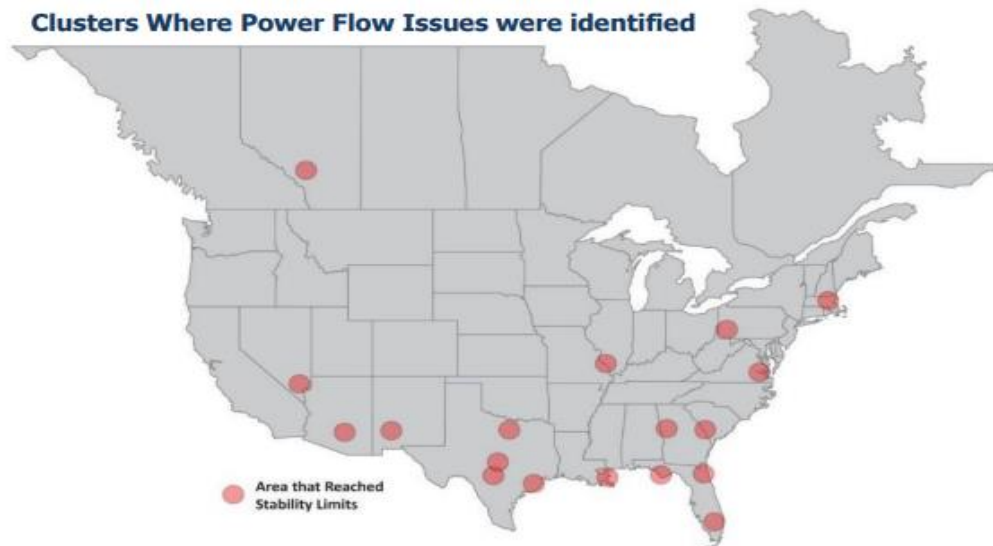 Clusters Where Power Flow Issues were identified
Area that Reached
Stability Limits